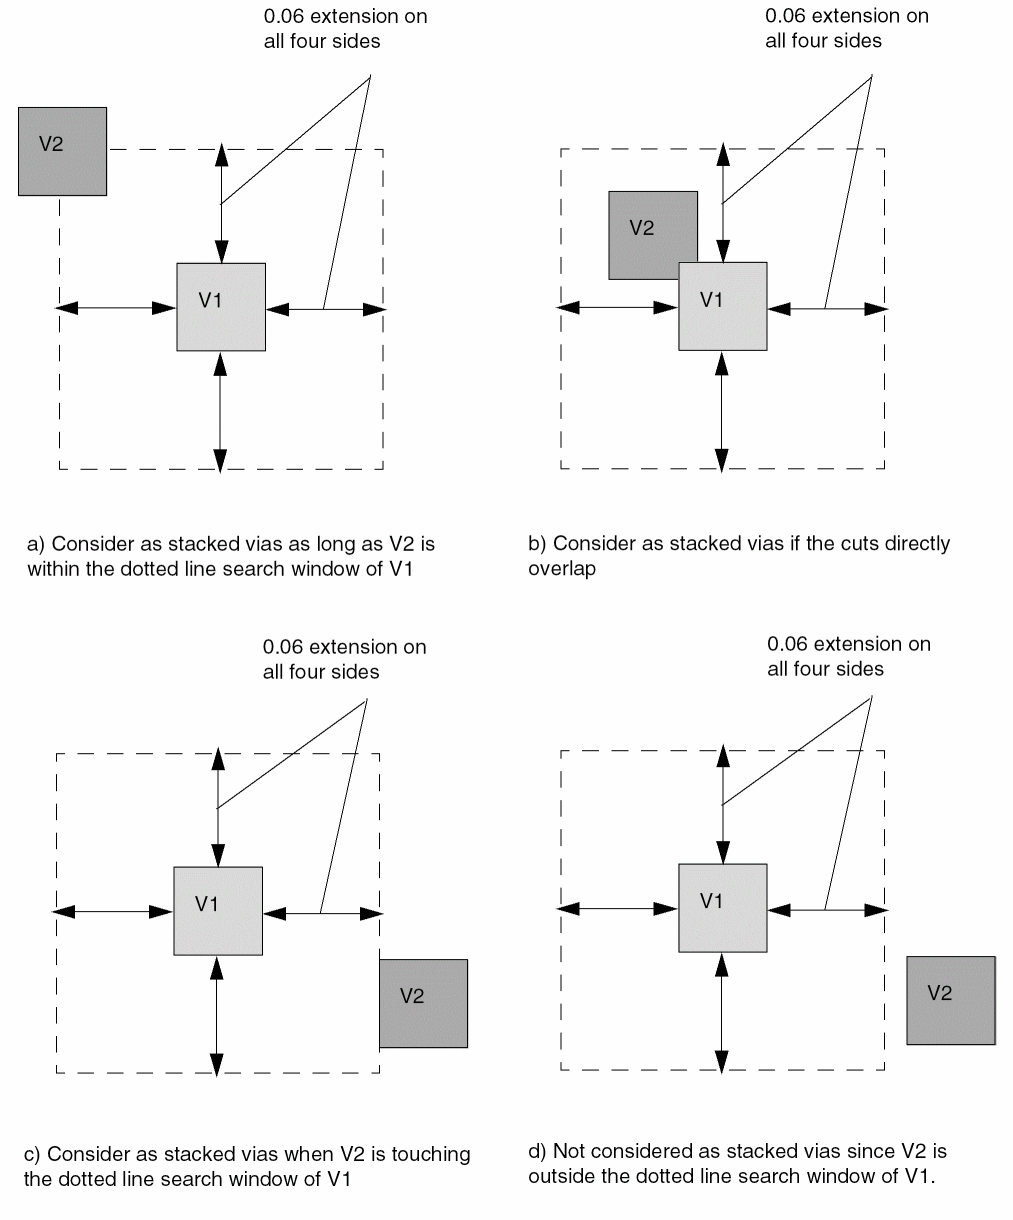 0.06 extension on
all four sides
V2
V1
a) Consider as stacked vias as long as V2 is
within the dotted line search window of V1
0.06 extension on
all four sides
V2
V1
b) Consider as stacked vias if the cuts directly
overlap
0.06 extension on
all four sides
V1
V2
c) Consider as stacked vias when V2 is touching
the dotted line search window of V1
0.06 extension on
all four sides
V1
V2
d) Not considered as stacked vias since V2 is
outside the dotted line search window of V1.